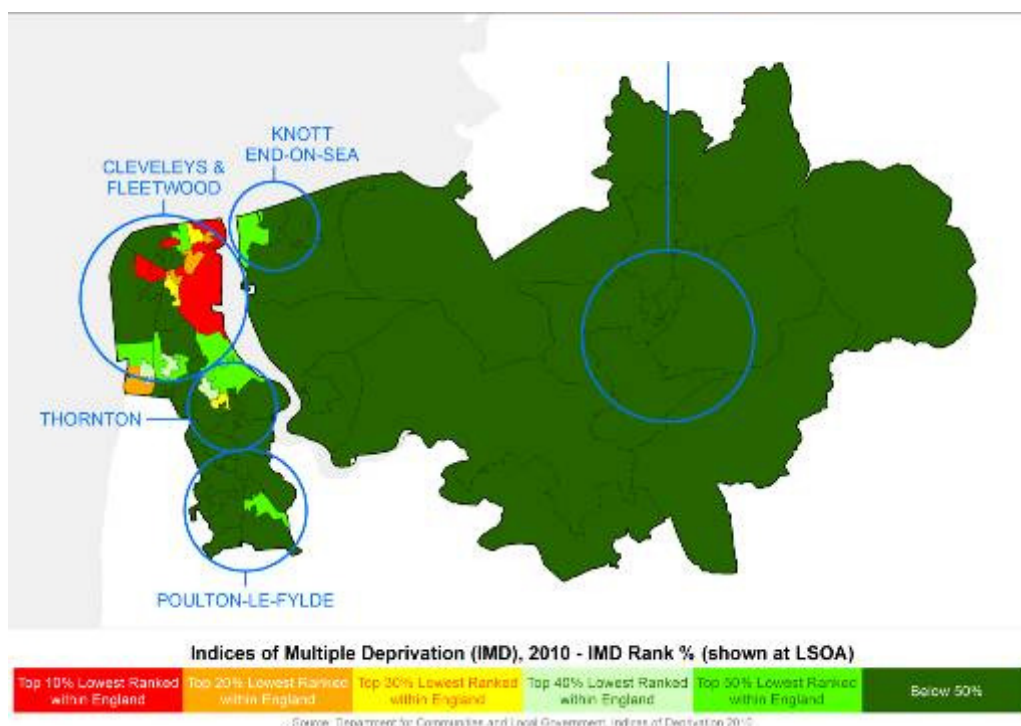 KNOTT
END-ON-SEA
CLEVELEYS &
FLEETWOOD
THORNTON
POULTON-LE-FYLDE
Indices of Multiple Deprivation (IMD), 2010 - IMD Rank % (shown at LSOA)
Top 10% Lowest Ranked
within England
Top 20% Lowest Ranked
within England
Top 30% Lowest Ranked
within England
Top 40% Lowest Ranked
within England
Top 50% Lowest Ranked
within England
Below 50%
Source: Department for Communities and Local Government, Indices of Deprivation 2010